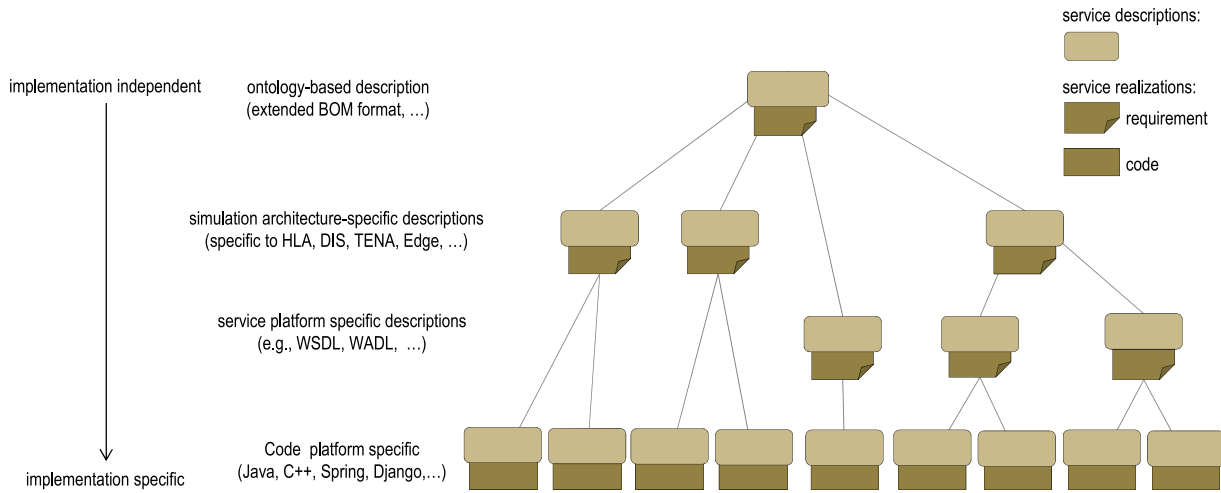 service descriptions:
implementation independent
ontology-based description
(extended BOM format, …)
service realizations:
requirement
code
simulation architecture-specific descriptions
(specific to HLA, DIS, TENA, Edge, …)
service platform specific descriptions
(e.g., WSDL, WADL, …)
Code platform specific
(Java, C++, Spring, Django,…)
implementation specific